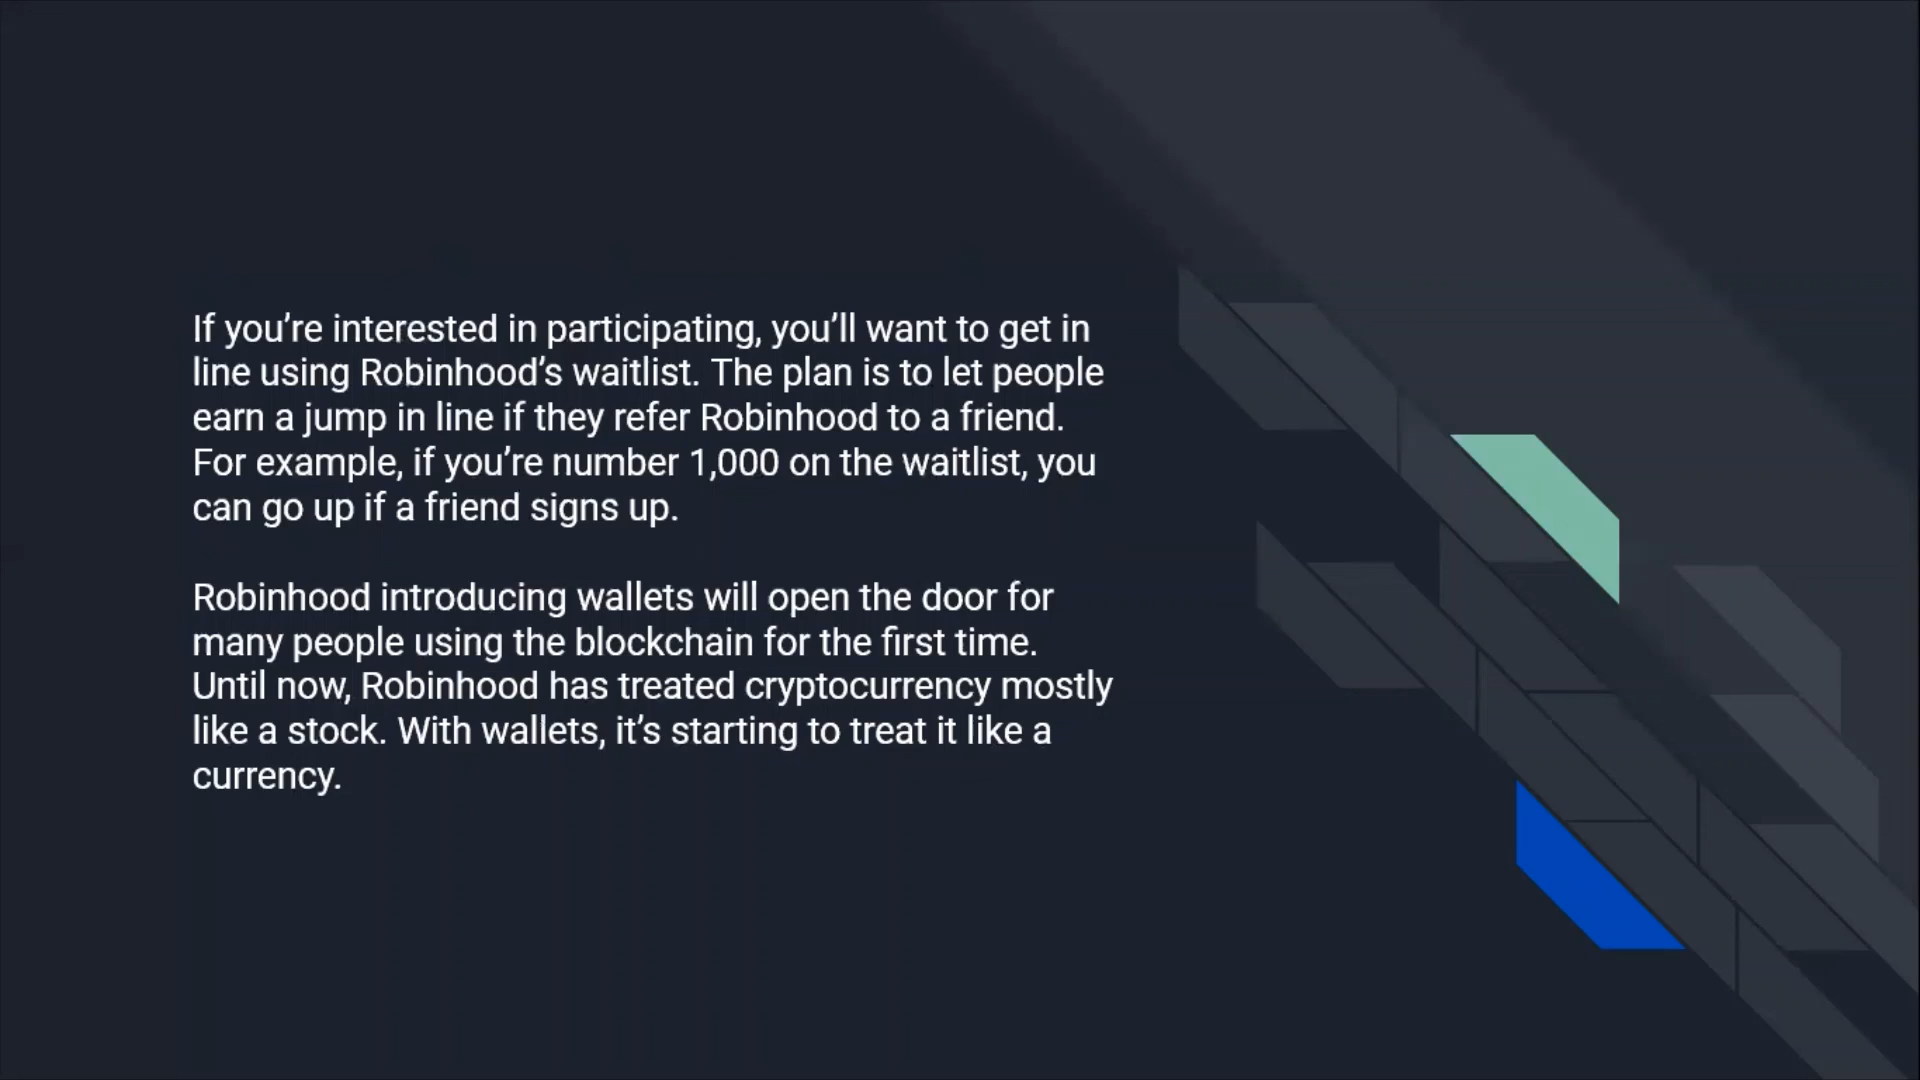 If you’re interested in participating, you’ll want to get in
line using Robinhood’s waitlist. The plan is to let people
earn a jump in line if they refer Robinhood to a friend.
For example, if you’re number 1,000 on the waitlist, you
can go up if a friend signs up.
Robinhood introducing wallets will open the door for
many people using the blockchain for the first time.
Until now, Robinhood has treated cryptocurrency mostly
like a stock. With wallets, it’s starting to treat it like a
currency.